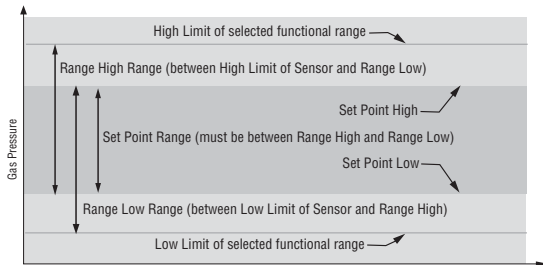 High Limit of selected functional range
Range High Range (between High Limit of Sensor and Range Low)
Set Point High
Set Point Range (must be between Range High and Range Low)
Set Point Low
Range Low Range (between Low Limit of Sensor and Range High)
Low Limit of selected functional range
Gas Pressure